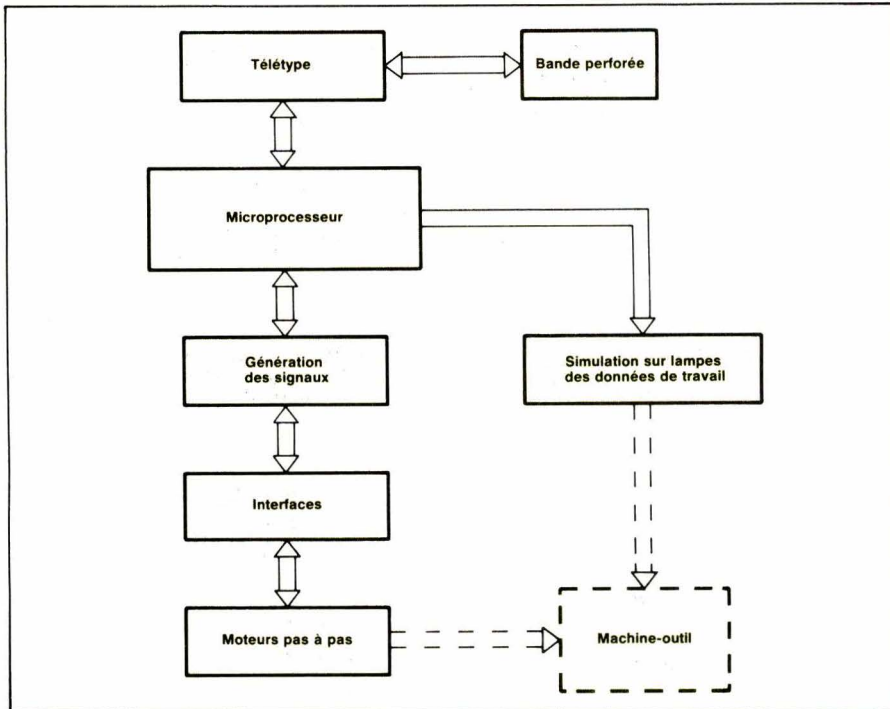 Télétype
Bande perforée
Microprocesseur
Génération
des signaux
Simulation sur lampes
des données de travail
Interfaces
Moteurs pas à pas
Machine-outil